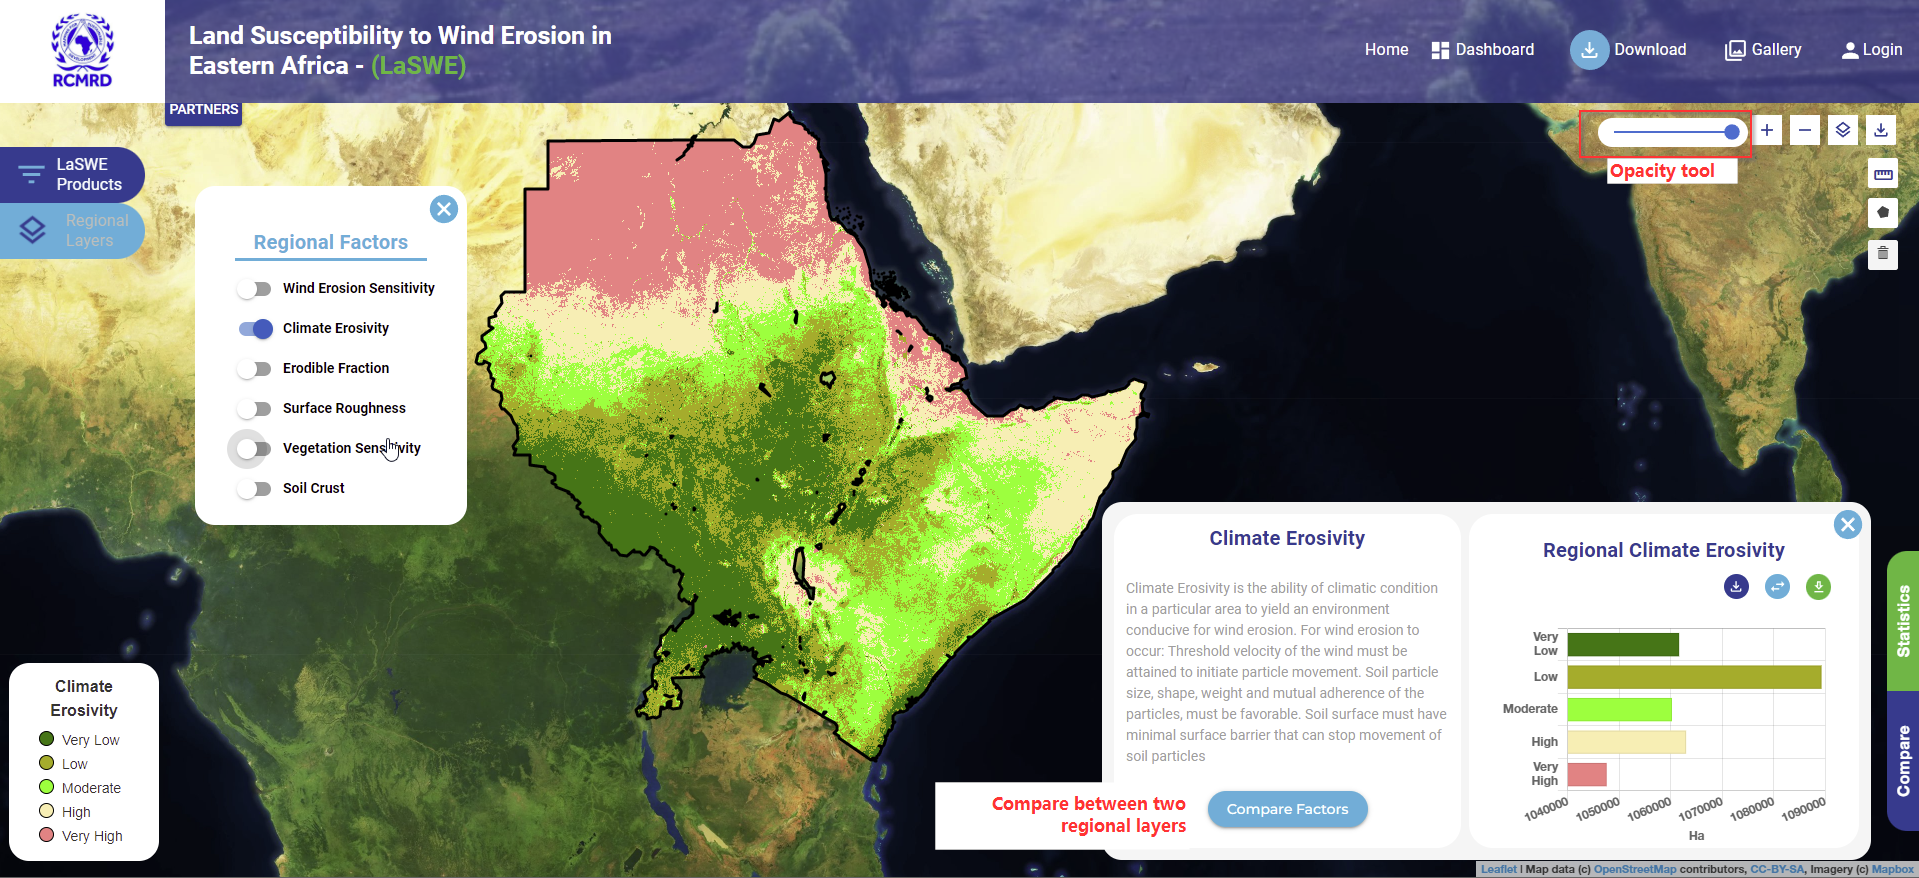 RCMRD
Land Susceptibility to Wind Erosion in
Eastern Africa - (LaSWE)
Home
Dashboard
Download
Gallery
Login
PARTNERS
LaSWE
Products
Regional
Layers
Regional Factors
Wind Erosion Sensitivity
Climate Erosivity
Erodible Fraction
Surface Roughness
Vegetation Sensitivity
Soil Crust
Opacity tool
Climate
Erosivity
Very Low
Low
Moderate
High
Very High
Climate Erosivity
Climate Erosivity is the ability of climatic condition
in a particular area to yield an environment
conducive for wind erosion. For wind erosion to
occur: Threshold velocity of the wind must be
attained to initiate particle movement. Soil particle
size, shape, weight and mutual adherence of the
particles, must be favorable. Soil surface must have
minimal surface barrier that can stop movement of
soil particles
Compare between two
regional layers
Compare Factors
Regional Climate Erosivity
Very
Low
Low
Moderate
High
Very
High
1040000
1050000
1060000
1070000
1080000
1090000
Ha
Statistics
Compare
Leaflet | Map data (c) OpenStreetMap contributors, CC-BY-SA, Imagery (c) Mapbox